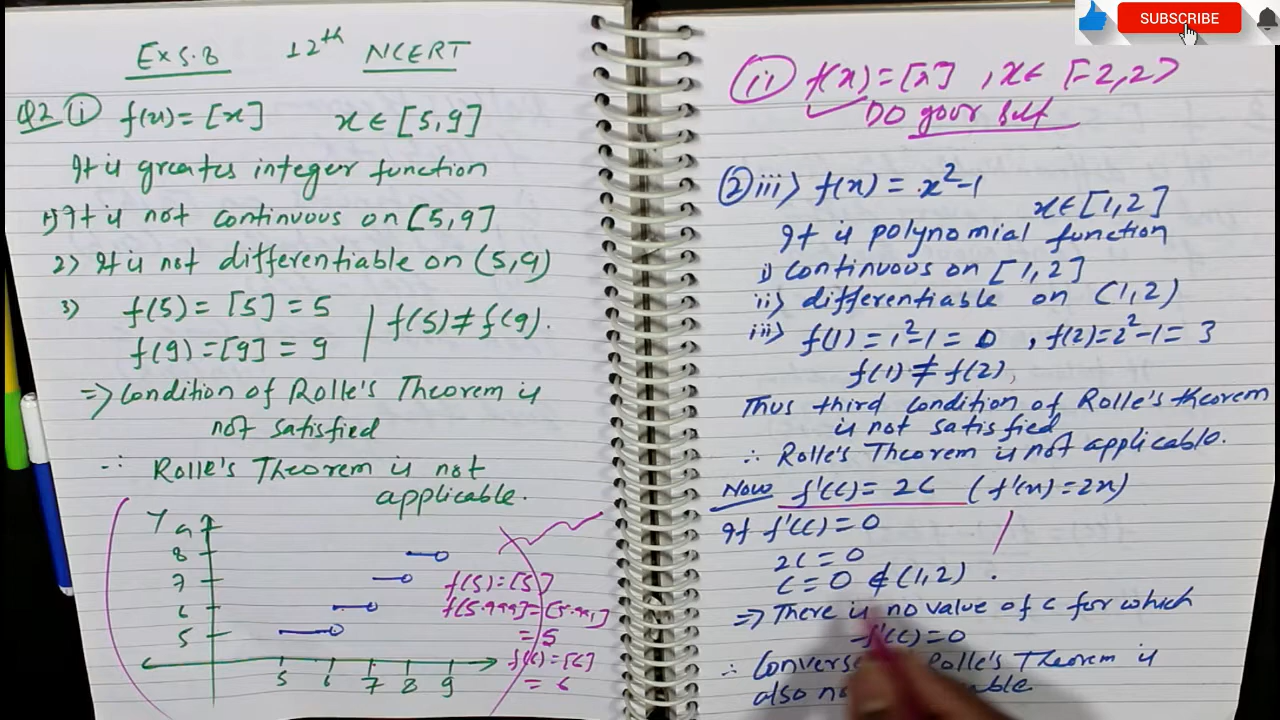 Ex 5.8 12th NCERT
Q2 (i) f(x) = [x] x ∈ [5,9]
It is greates integer function
1) It is not continuous on [5,9]
2) It is not differentiable on (5,9)
3) f(5) = [5] = 5 | f(5) ≠ f(9).
f(9) = [9] = 9
=> Condition of Rolle's Theorem is
not satisfied
∴ Rolle's Theorem is not
applicable.
Y 9
8
7
6
5
5 6 7 8 9
f(5) = [5]
= 5
f(6) = [6]
= 6
SUBSCRIBE
(ii) f(x) = [x], x ∈ [-2,2]
Do your self
(2) iii) f(x) = x²-1
x ∈ [1,2]
It is polynomial function
i) continuous on [1,2]
ii) differentiable on (1,2)
iii) f(1) = 1²-1 = 0, f(2) = 2²-1 = 3
f(1) ≠ f(2),
Thus third condition of Rolle's theorem
is not satisfied
∴ Rolle's Theorem is not applicable.
Now f'(c) = 2c (f'(x) = 2x)
If f'(c) = 0
2c = 0
c = 0 ∉ (1,2).
=> There is no value of c for which
f'(c) = 0
∴ Converse Rolle's Theorem is
also